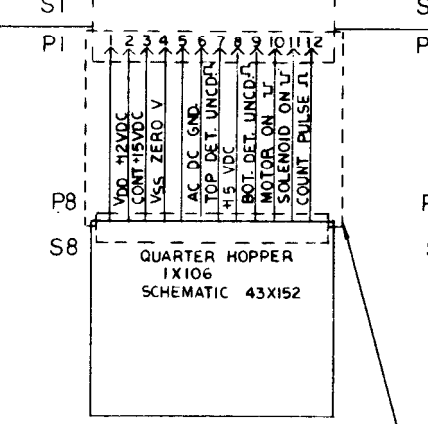 S1
S
P1
1 2 3 4 5 6 7 8 9 10 11 12
P
VDD +12VDC
CONT +15VDC
VSS ZERO V
AC DC GND
TOP DET. UNCD.
+5 VDC
BOT. DET. UNCD.
MOTOR ON
SOLENOID ON
COUNT PULSE
P8
S8
QUARTER HOPPER
1X106
SCHEMATIC 43X152